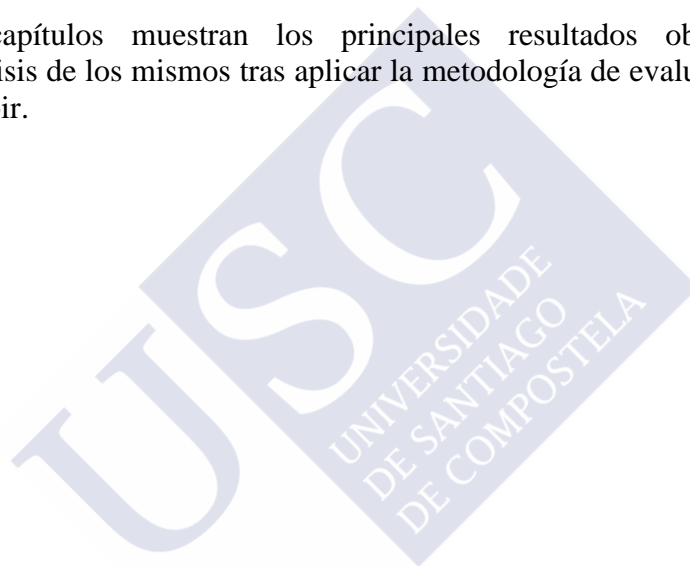 capítulos muestran los principales resultados ob
isis de los mismos tras aplicar la metodología de evalu
ir.
USC
UNIVERSIDADE
DE SANTIAGO
DE COMPOSTELA